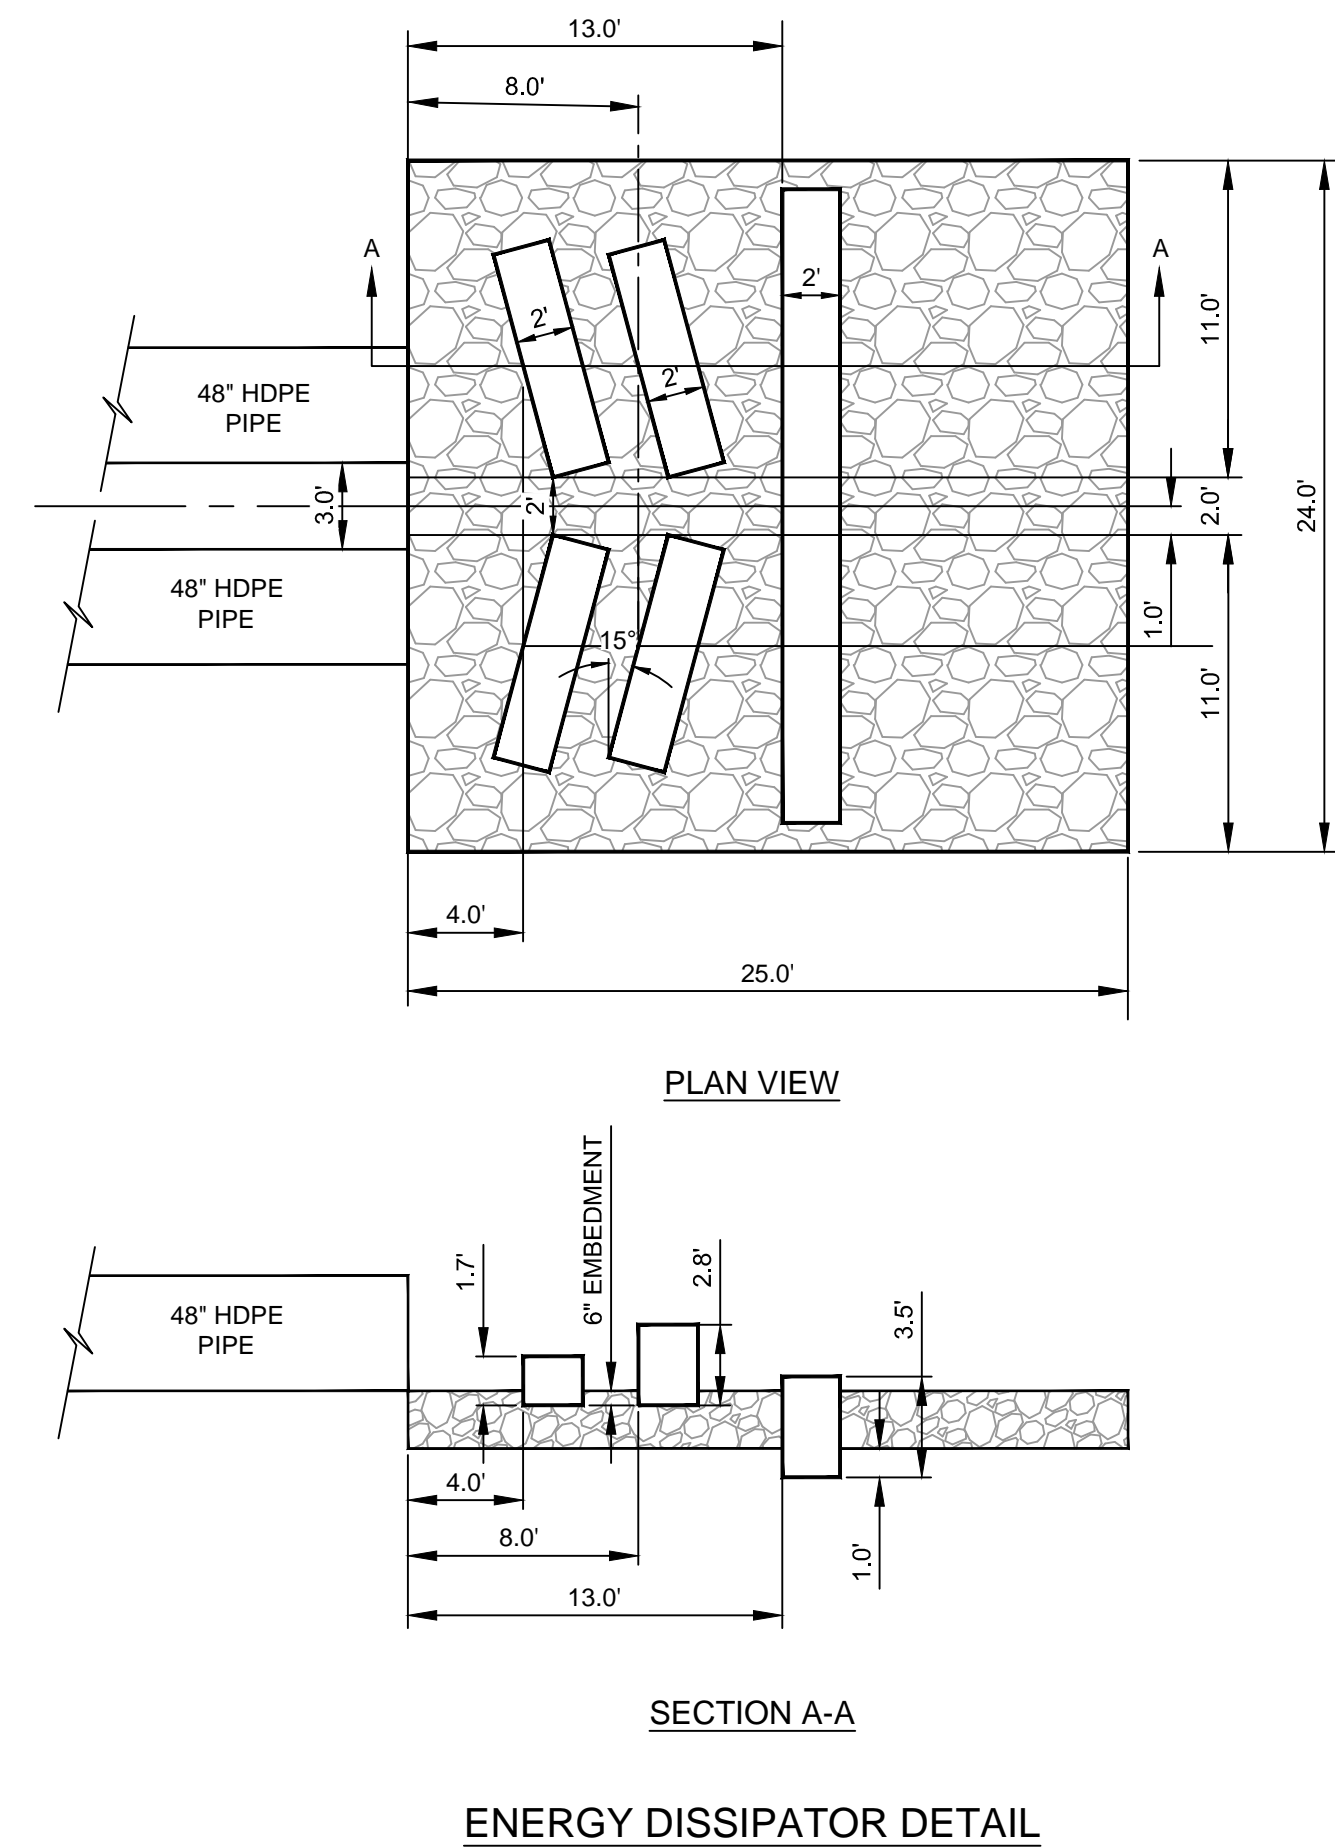 13.0'
8.0'
A
A
2'
2'
2'
11.0'
48" HDPE
PIPE
3.0'
2'
2.0'
24.0'
48" HDPE
PIPE
15°
1.0'
11.0'
4.0'
25.0'
PLAN VIEW
6" EMBEDMENT
1.7'
2.8'
3.5'
48" HDPE
PIPE
4.0'
8.0'
1.0'
13.0'
SECTION A-A
ENERGY DISSIPATOR DETAIL